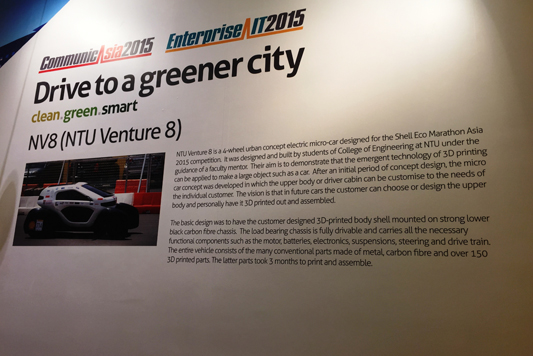 CommunicAsia2015 EnterpriseIT2015
Drive to a greener city
clean.green.smart
NV8 (NTU Venture 8)
NTU Venture 8 is a 4-wheel urban concept electric micro-car designed for the Shell Eco Marathon Asia
2015 competition. It was designed and built by students of College of Engineering at NTU under the
guidance of a faculty mentor. Their aim is to demonstrate that the emergent technology of 3D printing
can be applied to make a large object such as a car. After an initial period of concept design, the micro
car concept was developed in which the upper body or driver cabin can be customise to the needs of
the individual customer. The vision is that in future cars the customer can choose or design the upper
body and personally have it 3D printed out and assembled.
The basic design was to have the customer designed 3D-printed body shell mounted on strong lower
black carbon fibre chassis. The load bearing chassis is fully drivable and carries all the necessary
functional components such as the motor, batteries, electronics, suspensions, steering and drive train.
The entire vehicle consists of the many conventional parts made of metal, carbon fibre and over 150
3D printed parts. The latter parts took 3 months to print and assemble.